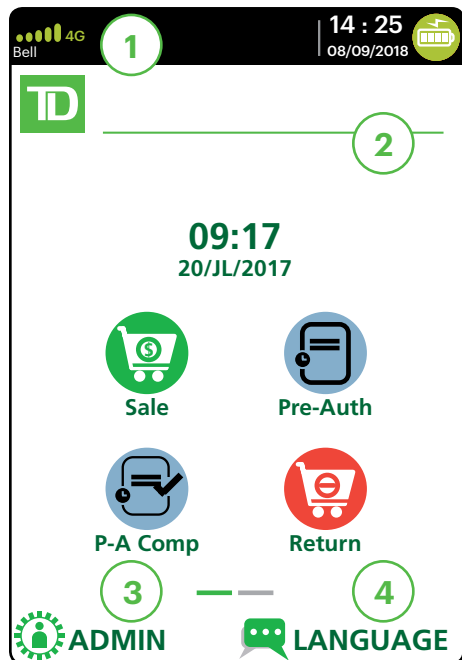 4G
Bell
1
14 : 25
08/09/2018
TD
2
09:17
20/JL/2017
Sale
Pre-Auth
P-A Comp
Return
3
4
ADMIN
LANGUAGE